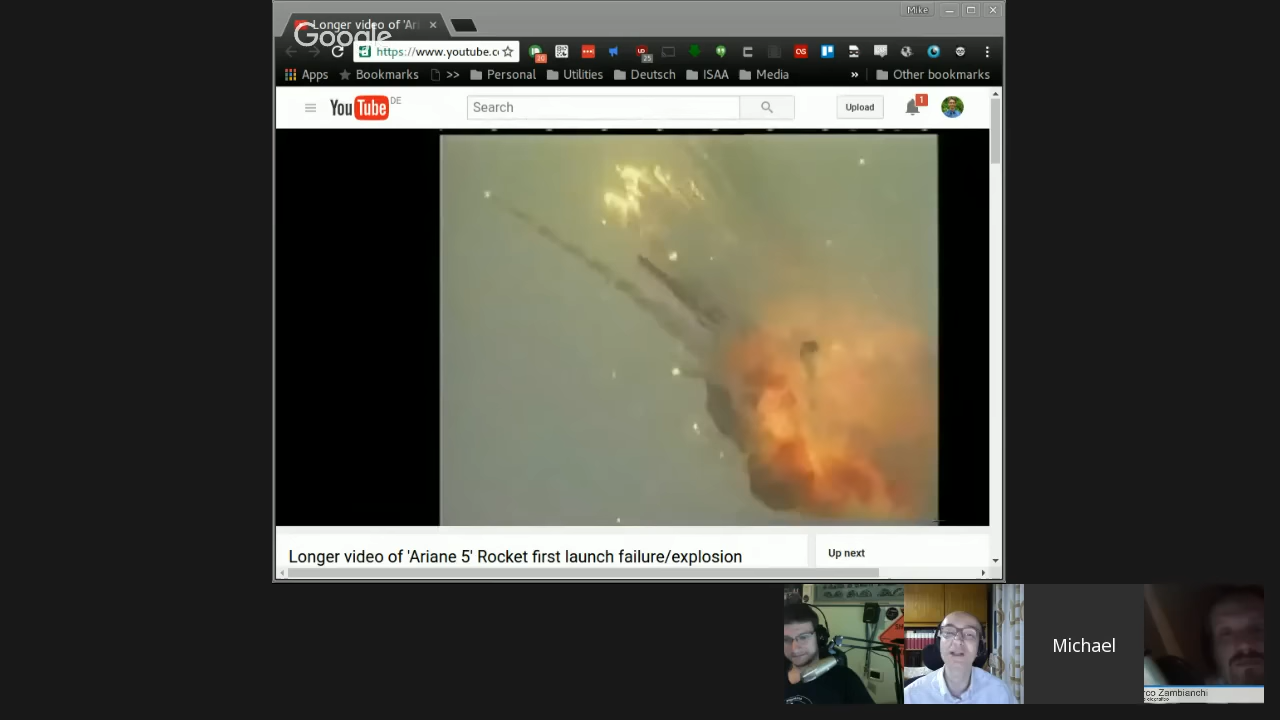 Mike
Longer video of 'Ari
Google
https://www.youtube.c
20
25
Apps
Bookmarks
>>
Personal
Utilities
Deutsch
ISAA
Media
»
Other bookmarks
YouTube DE
Search
Upload
1
Longer video of 'Ariane 5' Rocket first launch failure/explosion
Up next
Michael
rco Zambianchi